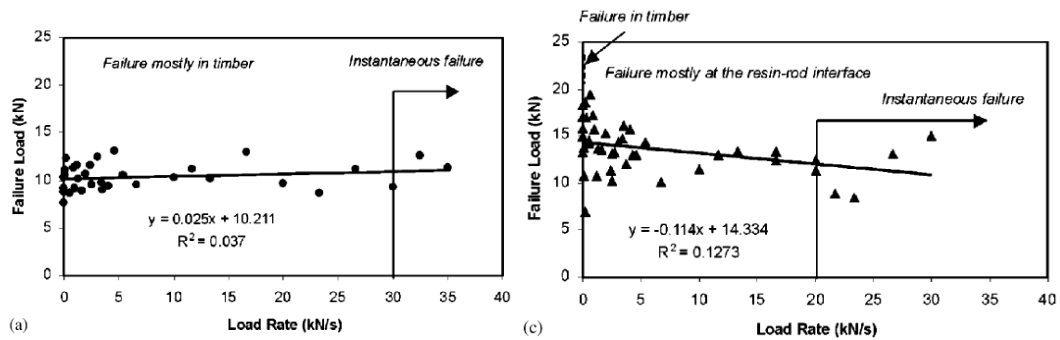 25
20
15
10
5
0
Failure Load (kN)
Failure mostly in timber
Instantaneous failure
y = 0.025x + 10.211
R² = 0.037
0 5 10 15 20 25 30 35 40
(a)
Load Rate (kN/s)
Failure in timber
25
20
15
10
5
0
Failure Load (kN)
Failure mostly at the resin-rod interface
Instantaneous failure
y = -0.114x + 14.334
R² = 0.1273
0 5 10 15 20 25 30 35 40
(c)
Load Rate (kN/s)